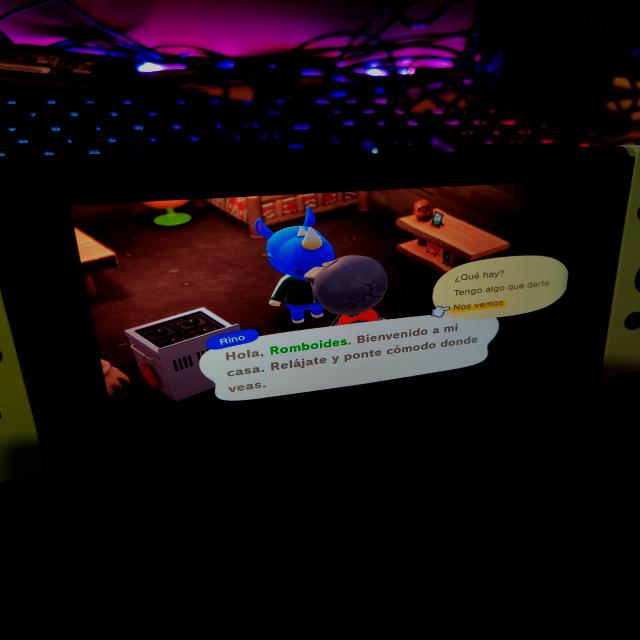 ¿Qué hay?
Tengo algo que darte
Nos vemos
Rino
Hola, Romboides. Bienvenido a mi
casa. Relájate y ponte cómodo donde
veas.